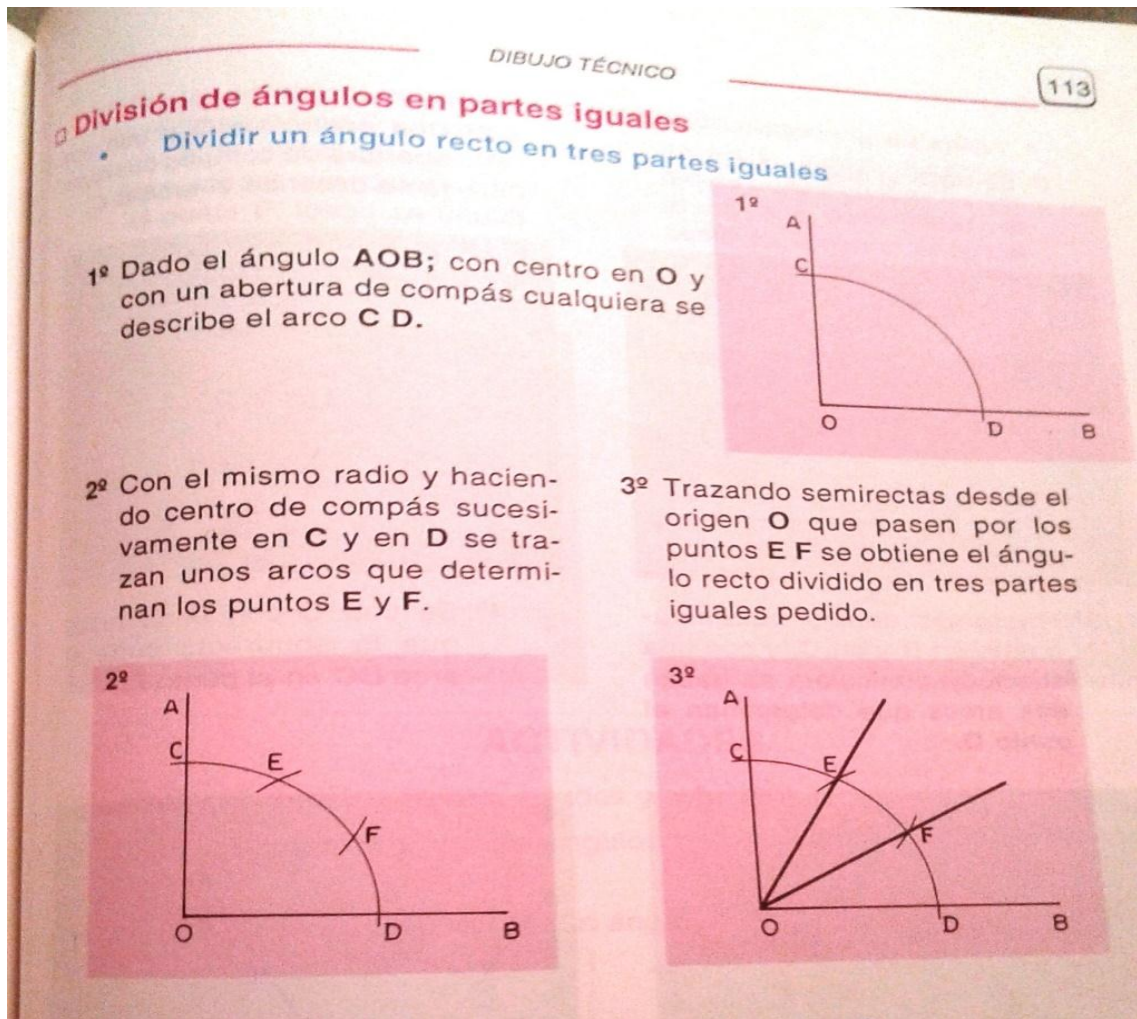 DIBUJO TÉCNICO
113
División de ángulos en partes iguales
Dividir un ángulo recto en tres partes iguales
1º Dado el ángulo AOB; con centro en O y
con un abertura de compás cualquiera se
describe el arco C D.
1º
A
C
O
D
B
2º Con el mismo radio y hacien-
do centro de compás sucesi-
vamente en C y en D se tra-
zan unos arcos que determi-
nan los puntos E y F.
3º Trazando semirectas desde el
origen O que pasen por los
puntos E F se obtiene el ángu-
lo recto dividido en tres partes
iguales pedido.
2º
A
C
E
F
O
D
B
3º
A
C
E
F
O
D
B